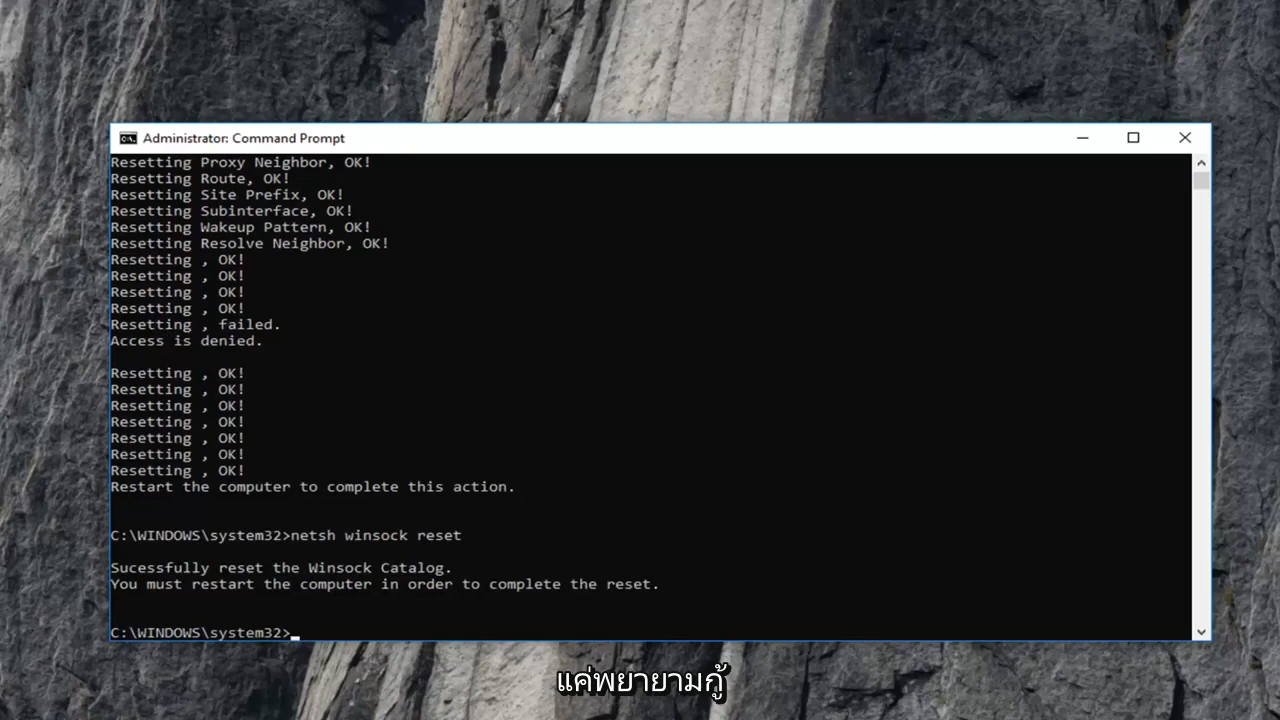 Administrator: Command Prompt
Resetting Proxy Neighbor, OK!
Resetting Route, OK!
Resetting Site Prefix, OK!
Resetting Subinterface, OK!
Resetting Wakeup Pattern, OK!
Resetting Resolve Neighbor, OK!
Resetting , OK!
Resetting , OK!
Resetting , OK!
Resetting , OK!
Resetting , failed.
Access is denied.
Resetting , OK!
Resetting , OK!
Resetting , OK!
Resetting , OK!
Resetting , OK!
Resetting , OK!
Resetting , OK!
Restart the computer to complete this action.
C:\WINDOWS\system32>netsh winsock reset
Sucessfully reset the Winsock Catalog.
You must restart the computer in order to complete the reset.
C:\WINDOWS\system32>
แค่พยายามกู้